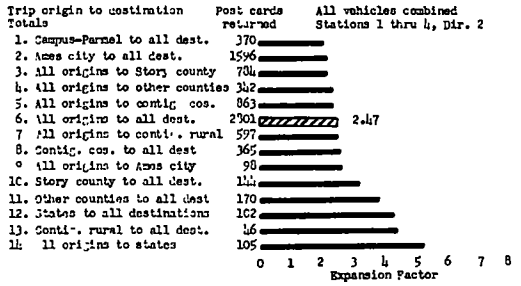 Trip origin to destination Post cards All vehicles combined
Totals returned Stations 1 thru 4, Dir. 2
1. Campus-Parmel to all dest. 370
2. Ames city to all dest. 1596
3. All origins to Story county 784
4. All origins to other counties 342
5. All origins to contig cos. 863
6. All origins to all dest. 2301 2.47
7 All origins to conti-. rural 597
8. Contig. cos. to all dest 365
9 All origins to Ames city 98
10. Story county to all dest. 144
11. Other counties to all dest 170
12. States to all destinations 102
13. Conti-. rural to all dest. 46
14 11 origins to states 105
0 1 2 3 4 5 6 7 8
Expansion Factor